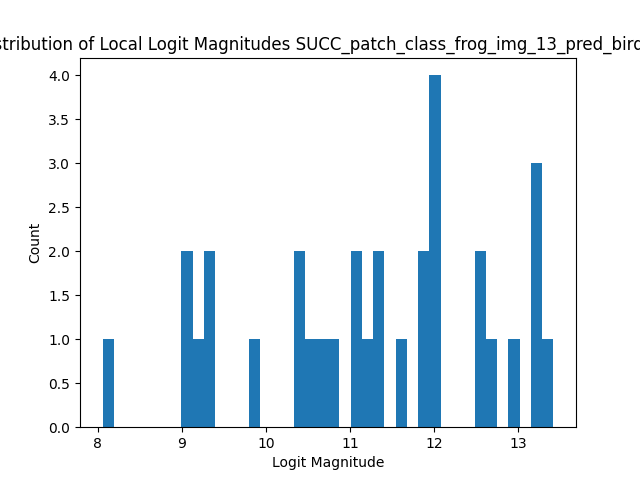 stribution of Local Logit Magnitudes SUCC_patch_class_frog_img_13_pred_bird
4.0
3.5
3.0
2.5
2.0
1.5
1.0
0.5
0.0
Count
8 9 10 11 12 13
Logit Magnitude